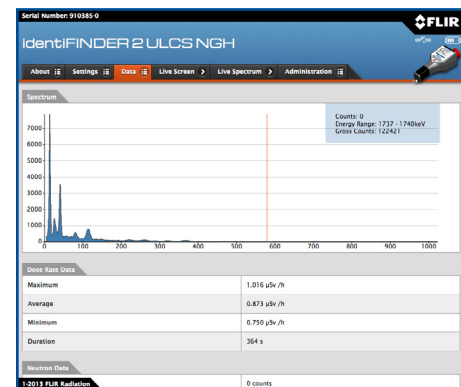 Serial Number: 910385-0
FLIR
identiFINDER 2 ULCS NGH
About Settings Data Live Screen Live Spectrum Administration
Spectrum
Counts: 0
Energy Range: 1737 - 1740keV
Gross Counts: 122421
7000
6000
5000
4000
3000
2000
1000
0
0 100 200 300 400 500 600 700 800 900 1000
Dose Rate Data
Maximum 1.016 µSv /h
Average 0.873 µSv /h
Minimum 0.750 µSv /h
Duration 364 s
Neutron Data
1-2013 FLIR Radiation 0 counts